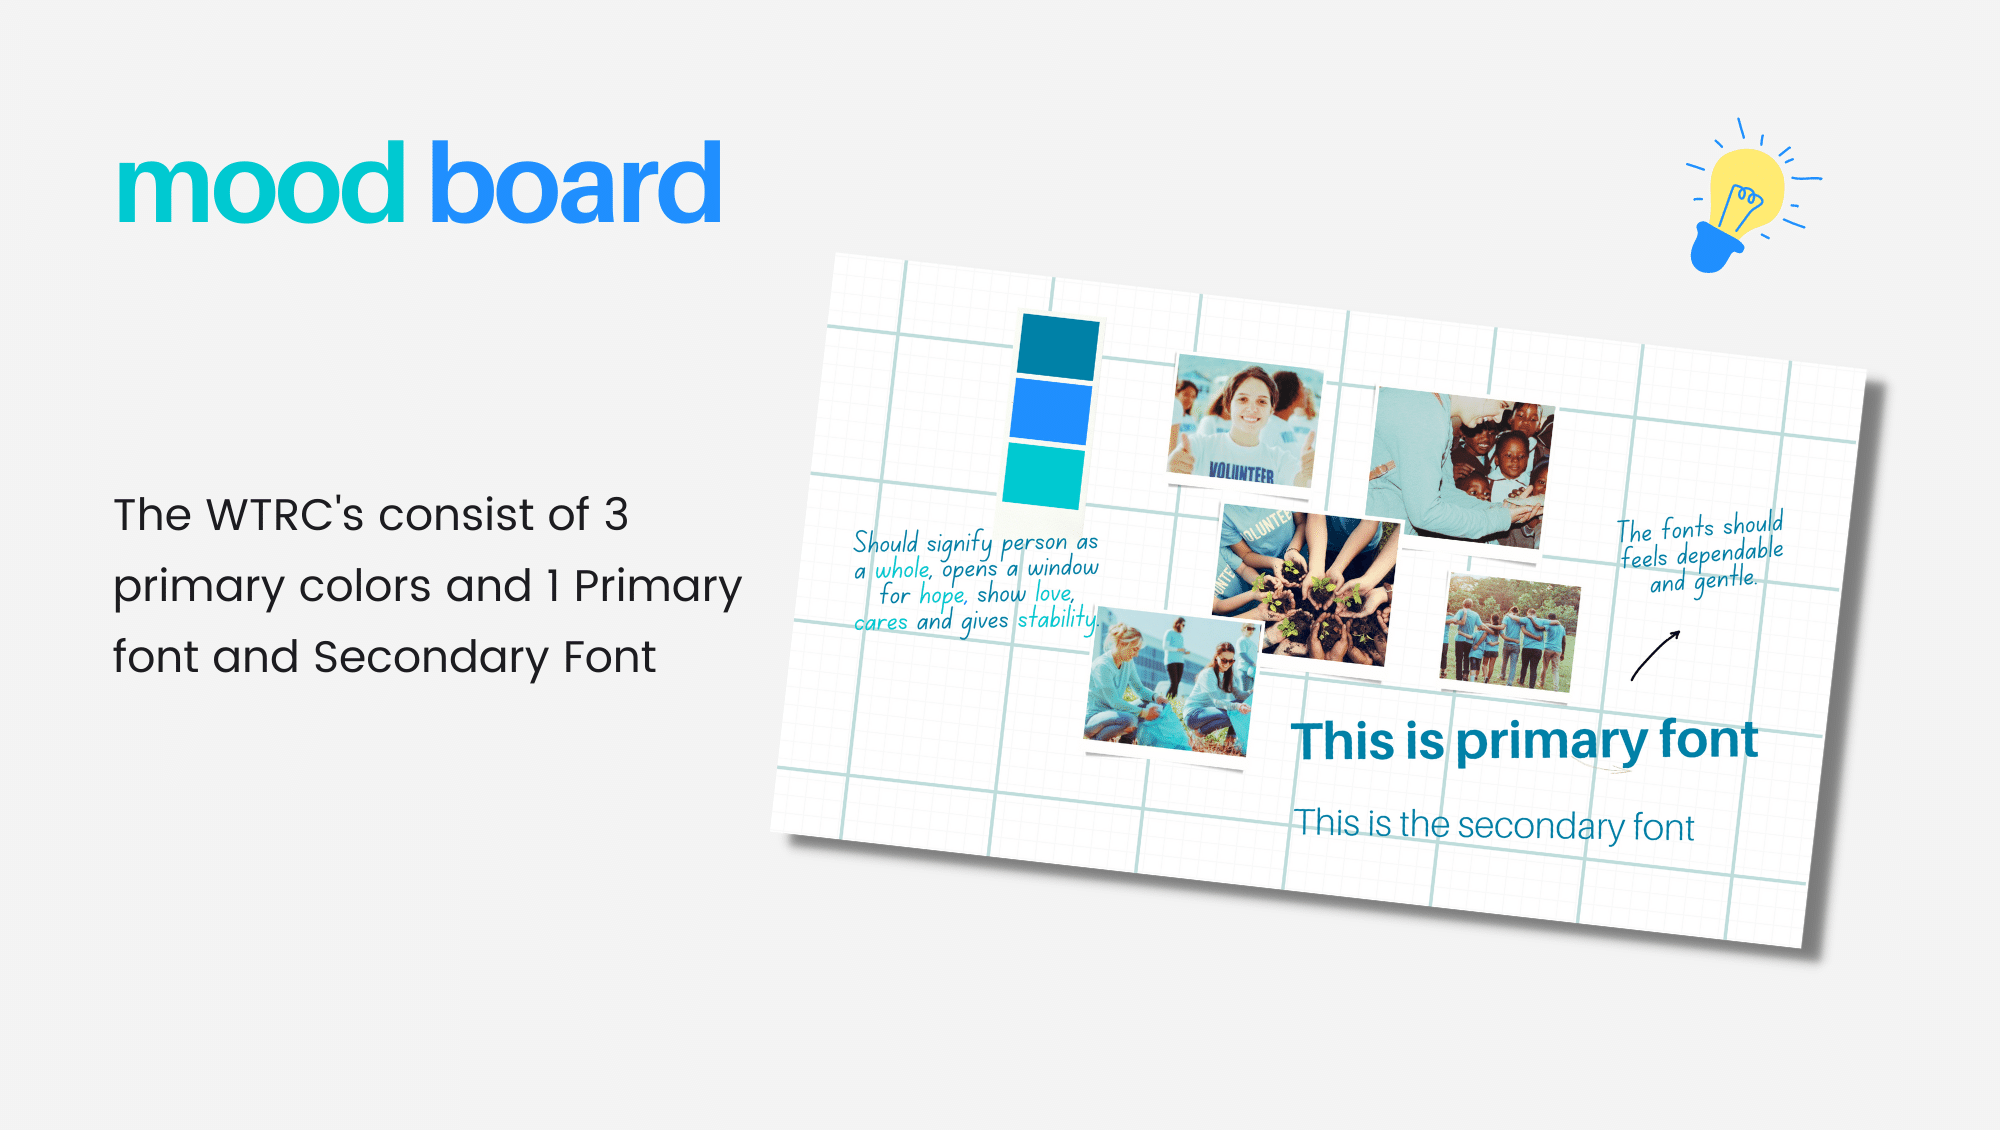 mood board
The WTRC's consist of 3
primary colors and 1 Primary
font and Secondary Font
Should signify person as
a whole, opens a window
for hope, show love,
cares and gives stability.
VOLUNTEER
VOLUNTEE
The fonts should
feels dependable
and gentle.
This is primary font
This is the secondary font